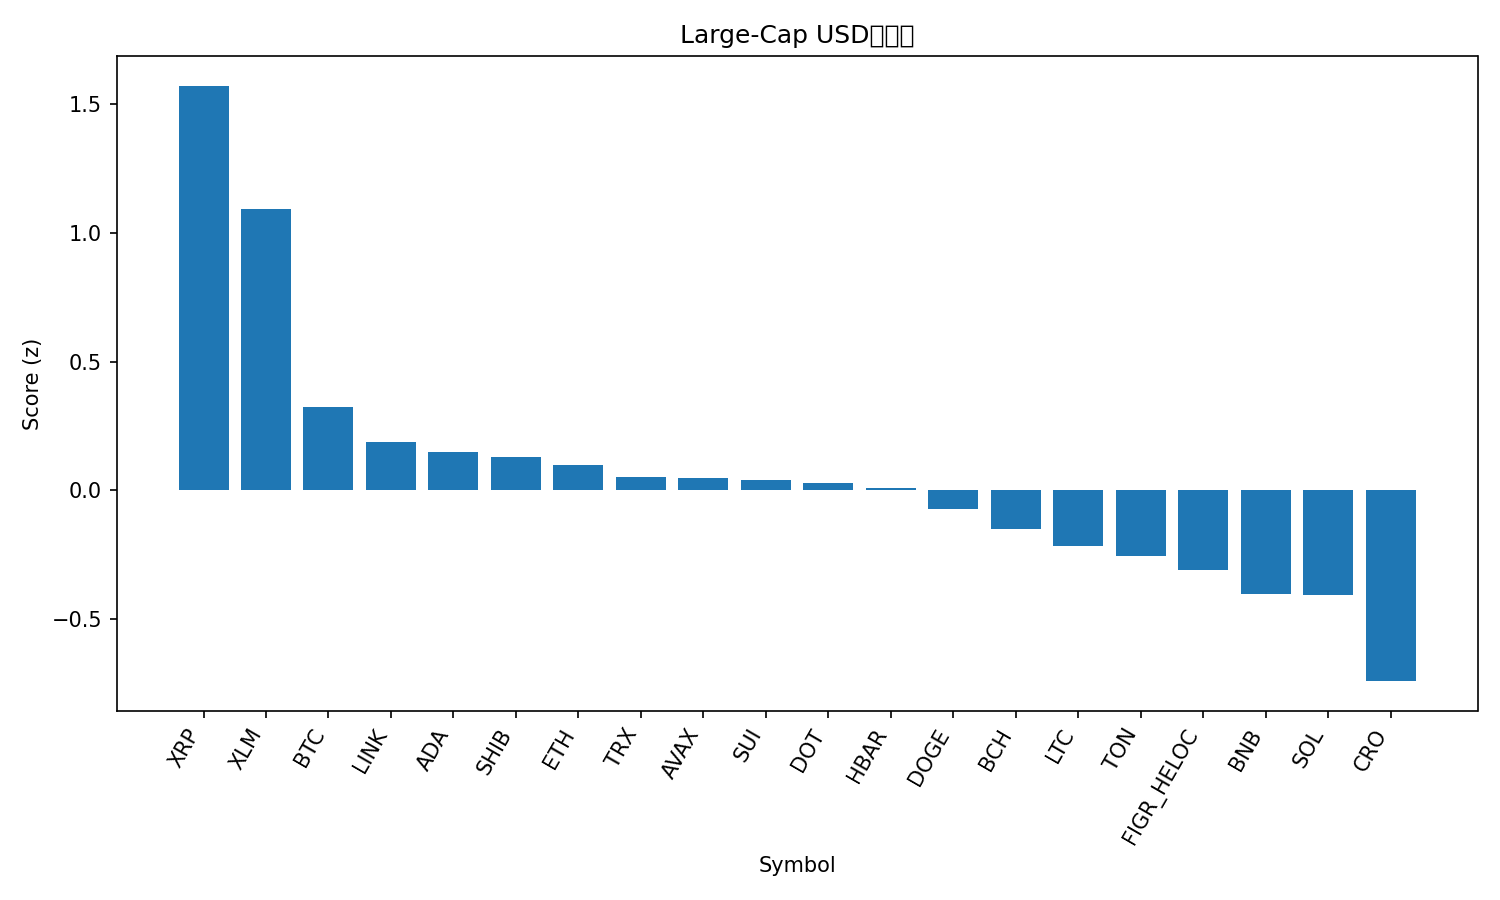 Large-Cap USD
1.5
1.0
0.5
0.0
−0.5
Score (z)
XRP
XLM
BTC
LINK
ADA
SHIB
ETH
TRX
AVAX
SUI
DOT
HBAR
DOGE
BCH
LTC
TON
FIGR_HELOC
BNB
SOL
CRO
Symbol